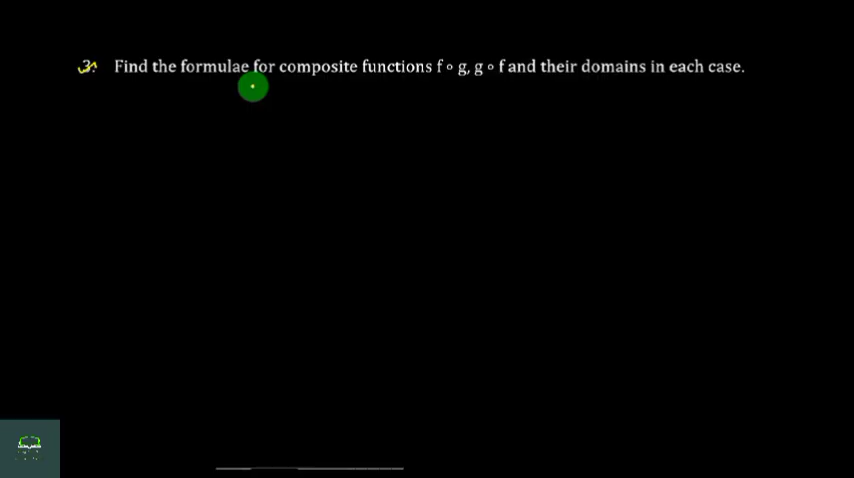 3. Find the formulae for composite functions f ∘ g, g ∘ f and their domains in each case.